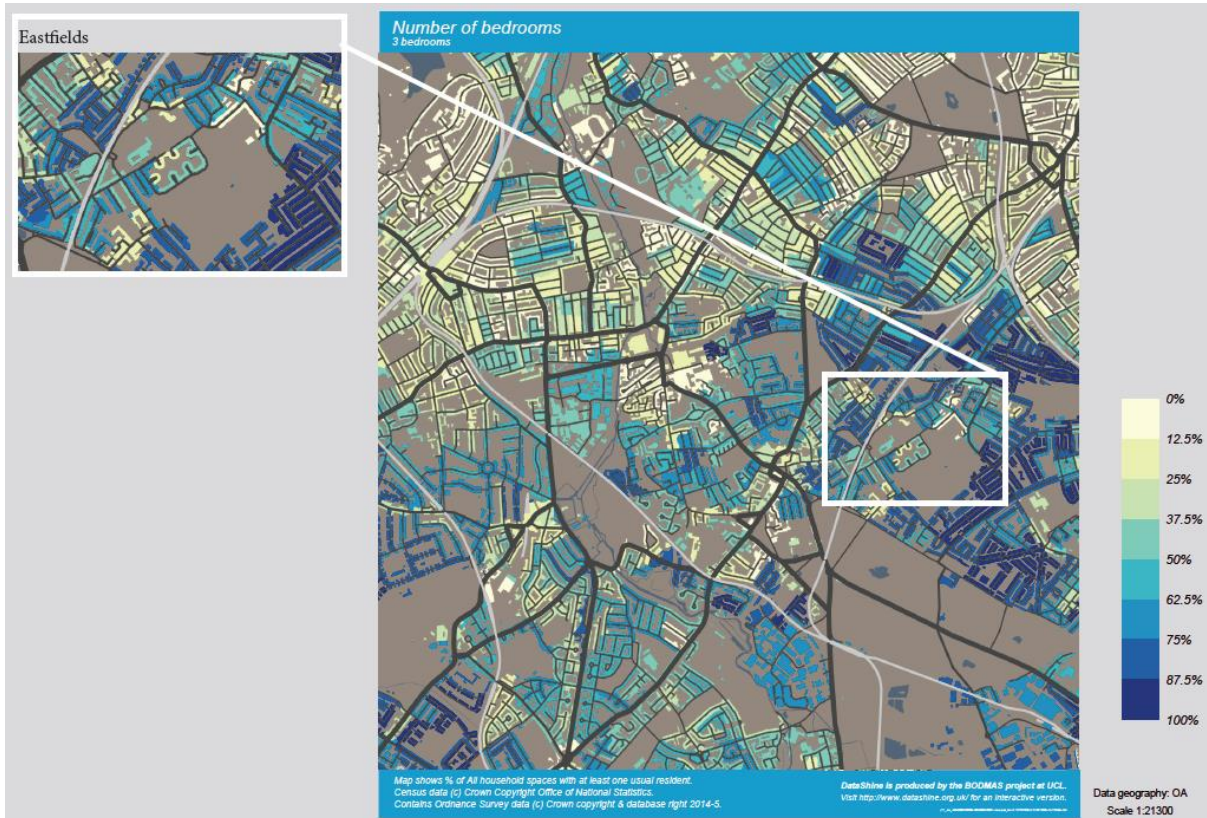 Eastfields
Number of bedrooms
3 bedrooms
0%
12.5%
25%
37.5%
50%
62.5%
75%
87.5%
100%
Map shows % of All household spaces with at least one usual resident.
Census data (c) Crown Copyright Office of National Statistics.
Contains Ordnance Survey data (c) Crown copyright & database right 2014-5.
DataShine is produced by the BODMAS project at UCL.
Visit http://www.datashine.org.uk/ for an interactive version.
Data geography: OA
Scale 1:21300